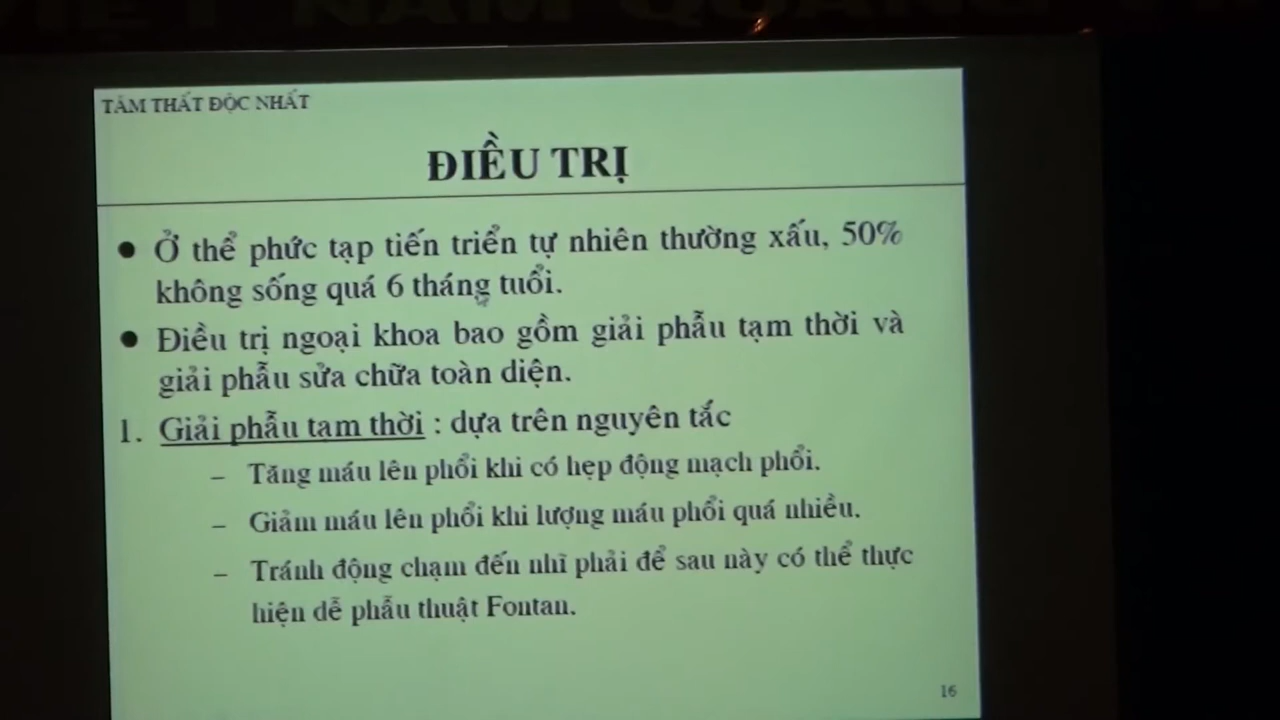 VIỆT NAM QUANG TR
TÂM THẤT ĐỘC NHẤT
ĐIỀU TRỊ
● Ở thể phức tạp tiến triển tự nhiên thường xấu, 50%
không sống quá 6 tháng tuổi.
● Điều trị ngoại khoa bao gồm giải phẫu tạm thời và
giải phẫu sửa chữa toàn diện.
1. Giải phẫu tạm thời : dựa trên nguyên tắc
– Tăng máu lên phổi khi có hẹp động mạch phổi.
– Giảm máu lên phổi khi lượng máu phổi quá nhiều.
– Tránh động chạm đến nhĩ phải để sau này có thể thực
hiện dễ phẫu thuật Fontan.
16